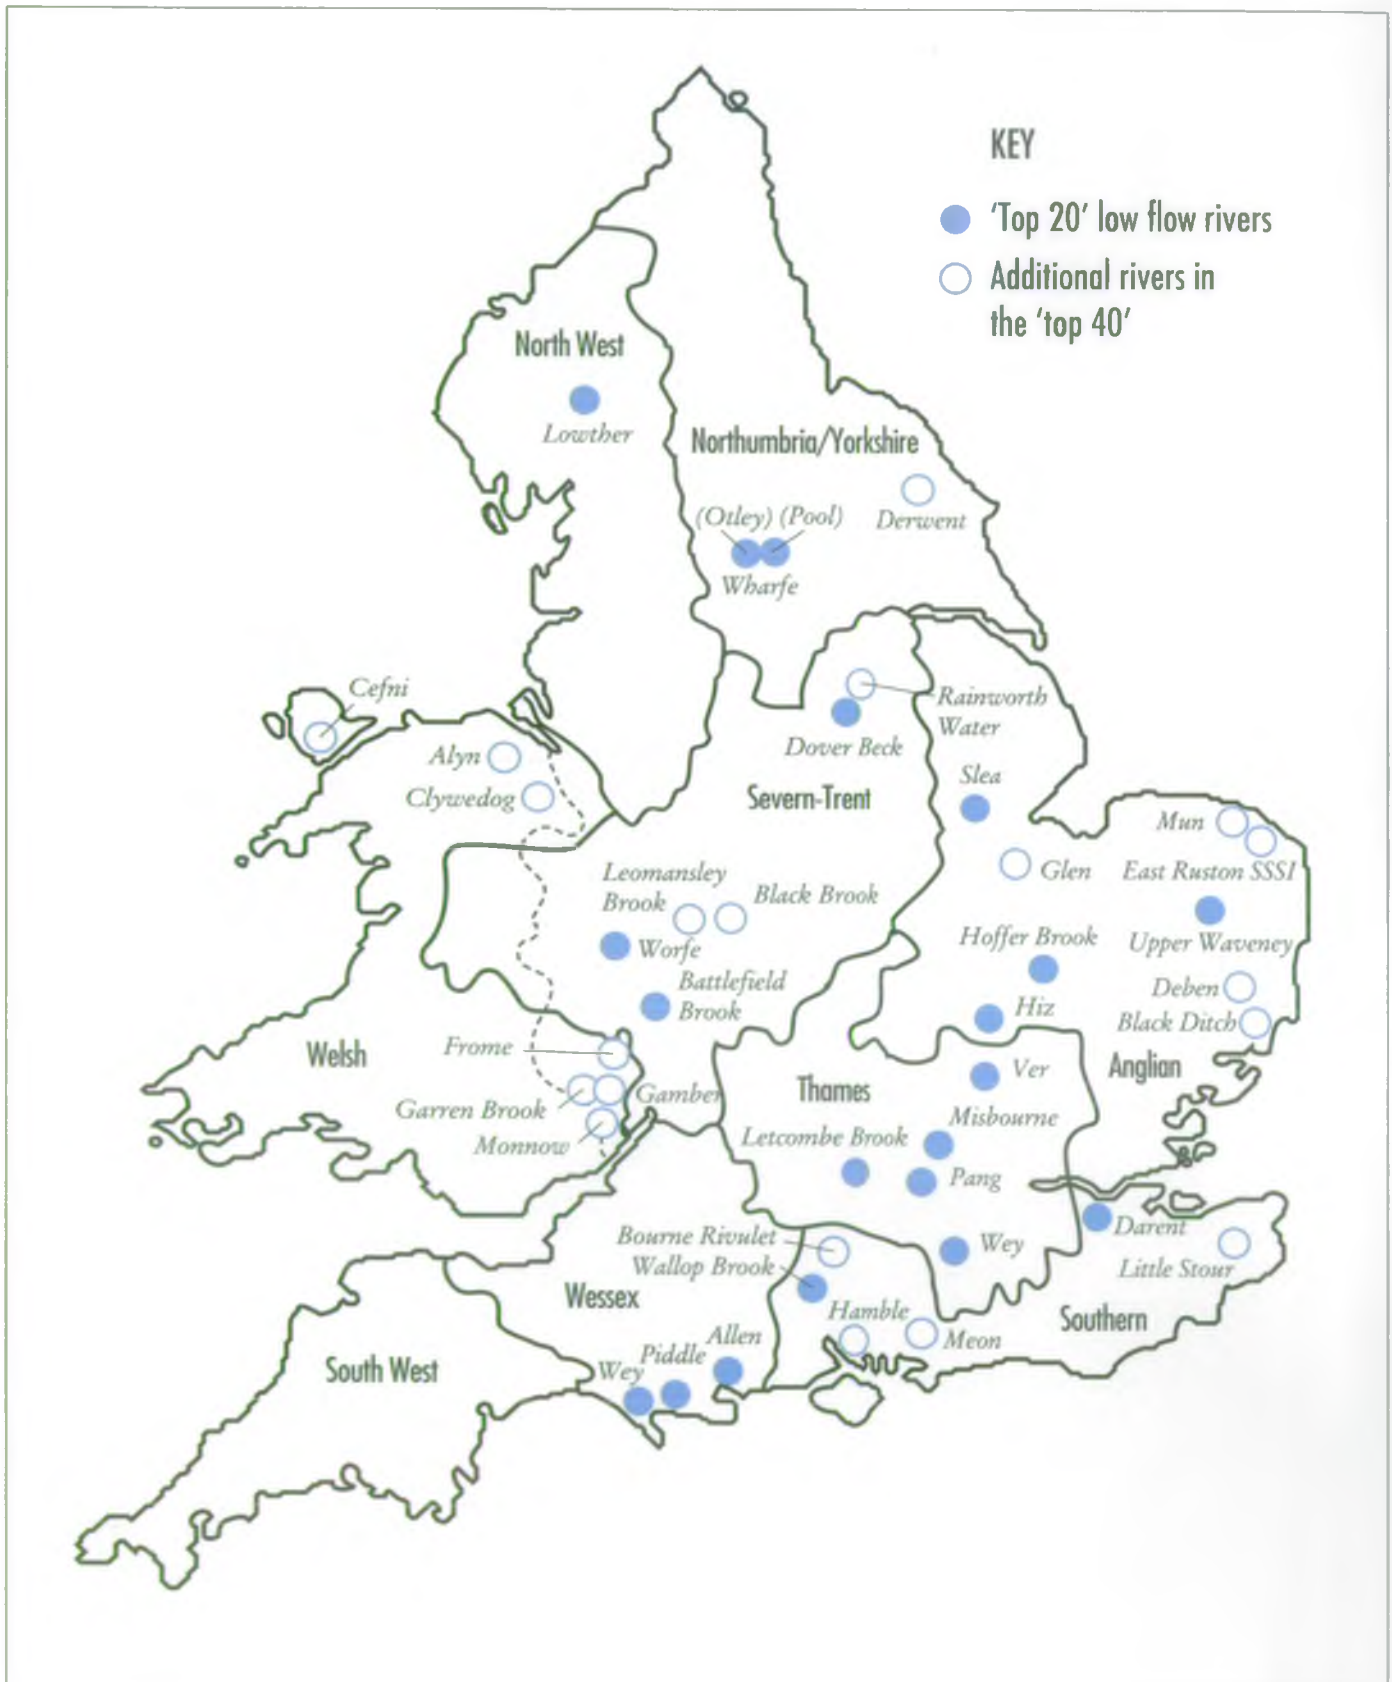 KEY
'Top 20' low flow rivers
Additional rivers in
the 'top 40'
North West
Lowther
Northumbria/Yorkshire
Derwent
(Otley) (Pool)
Wharfe
Cefni
Rainworth
Water
Dover Beck
Alyn
Clywedog
Slea
Severn-Trent
Mun
Glen
East Ruston SSSI
Leomansley
Brook
Black Brook
Hoffer Brook
Upper Waveney
Worfe
Battlefield
Brook
Deben
Hiz
Black Ditch
Welsh
Frome
Anglian
Ver
Thames
Gamber
Garren Brook
Misbourne
Monnow
Letcombe Brook
Pang
Darent
Bourne Rivulet
Wey
Wallop Brook
Little Stour
Wessex
Hamble
Southern
Allen
Meon
Piddle
Wey
South West